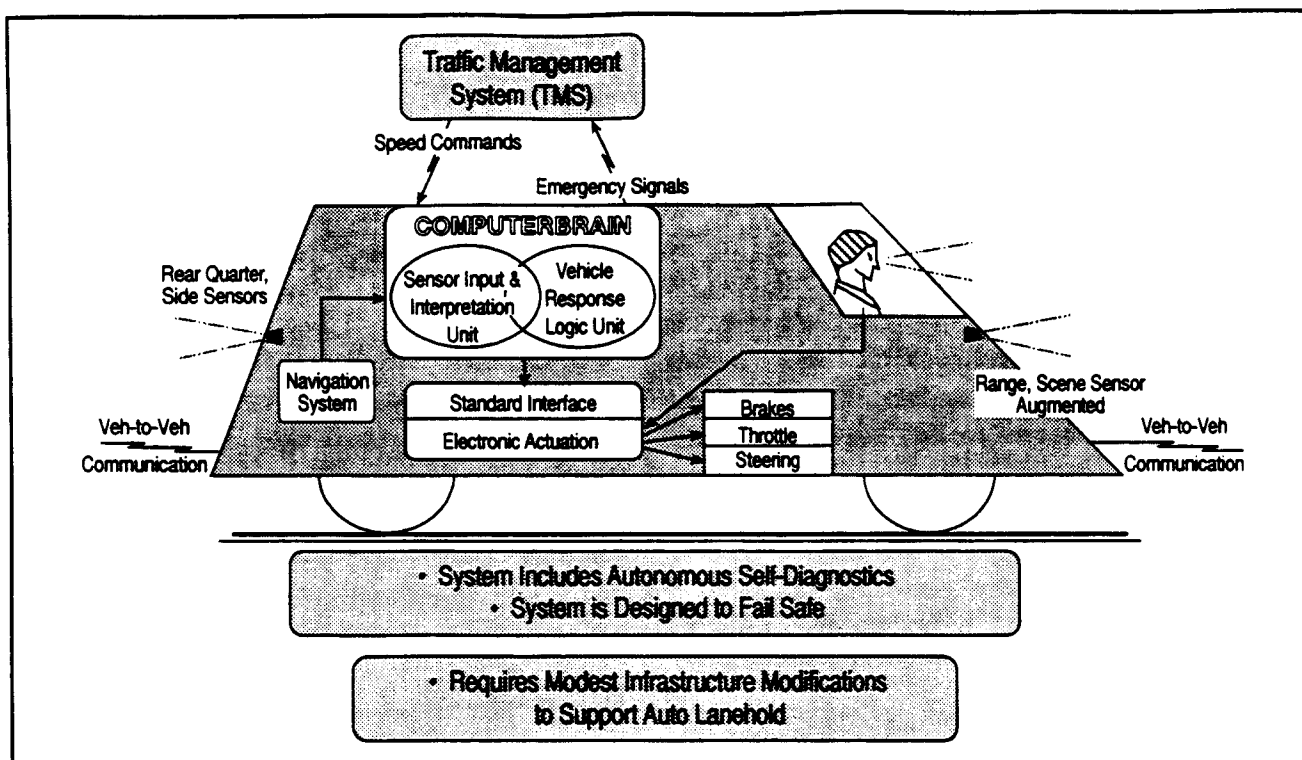 Traffic Management
System (TMS)
Speed Commands
Emergency Signals
COMPUTERBRAIN
Sensor Input &
Interpretation
Unit
Vehicle
Response
Logic Unit
Rear Quarter,
Side Sensors
Navigation
System
Standard Interface
Electronic Actuation
Brakes
Throttle
Steering
Range, Scene Sensor
Augmented
Veh-to-Veh
Communication
Veh-to-Veh
Communication
• System Includes Autonomous Self-Diagnostics
• System is Designed to Fail Safe
• Requires Modest Infrastructure Modifications
to Support Auto Lanehold